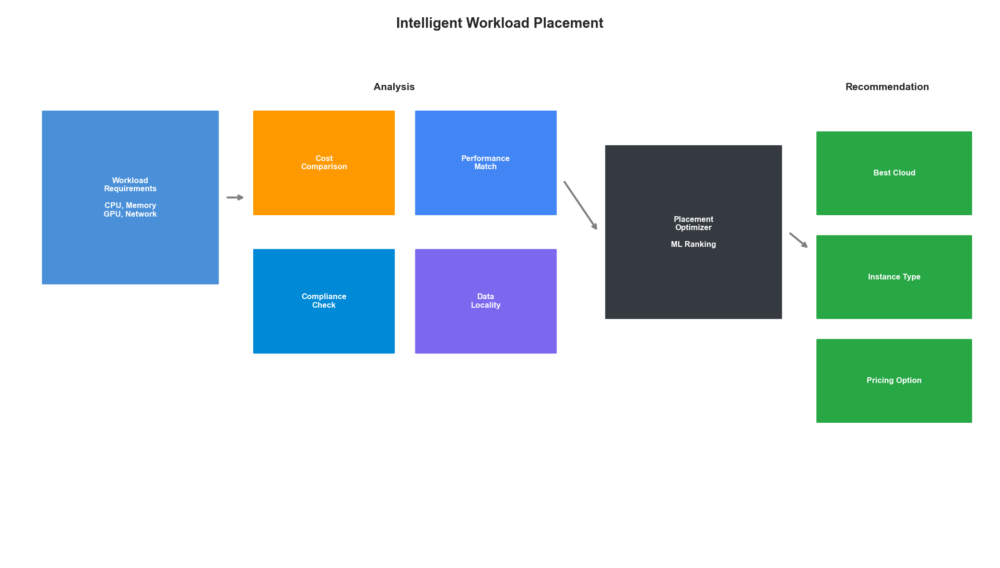 Intelligent Workload Placement
Analysis
Recommendation
Workload
Requirements
CPU, Memory
GPU, Network
Cost
Comparison
Performance
Match
Compliance
Check
Data
Locality
Placement
Optimizer
ML Ranking
Best Cloud
Instance Type
Pricing Option